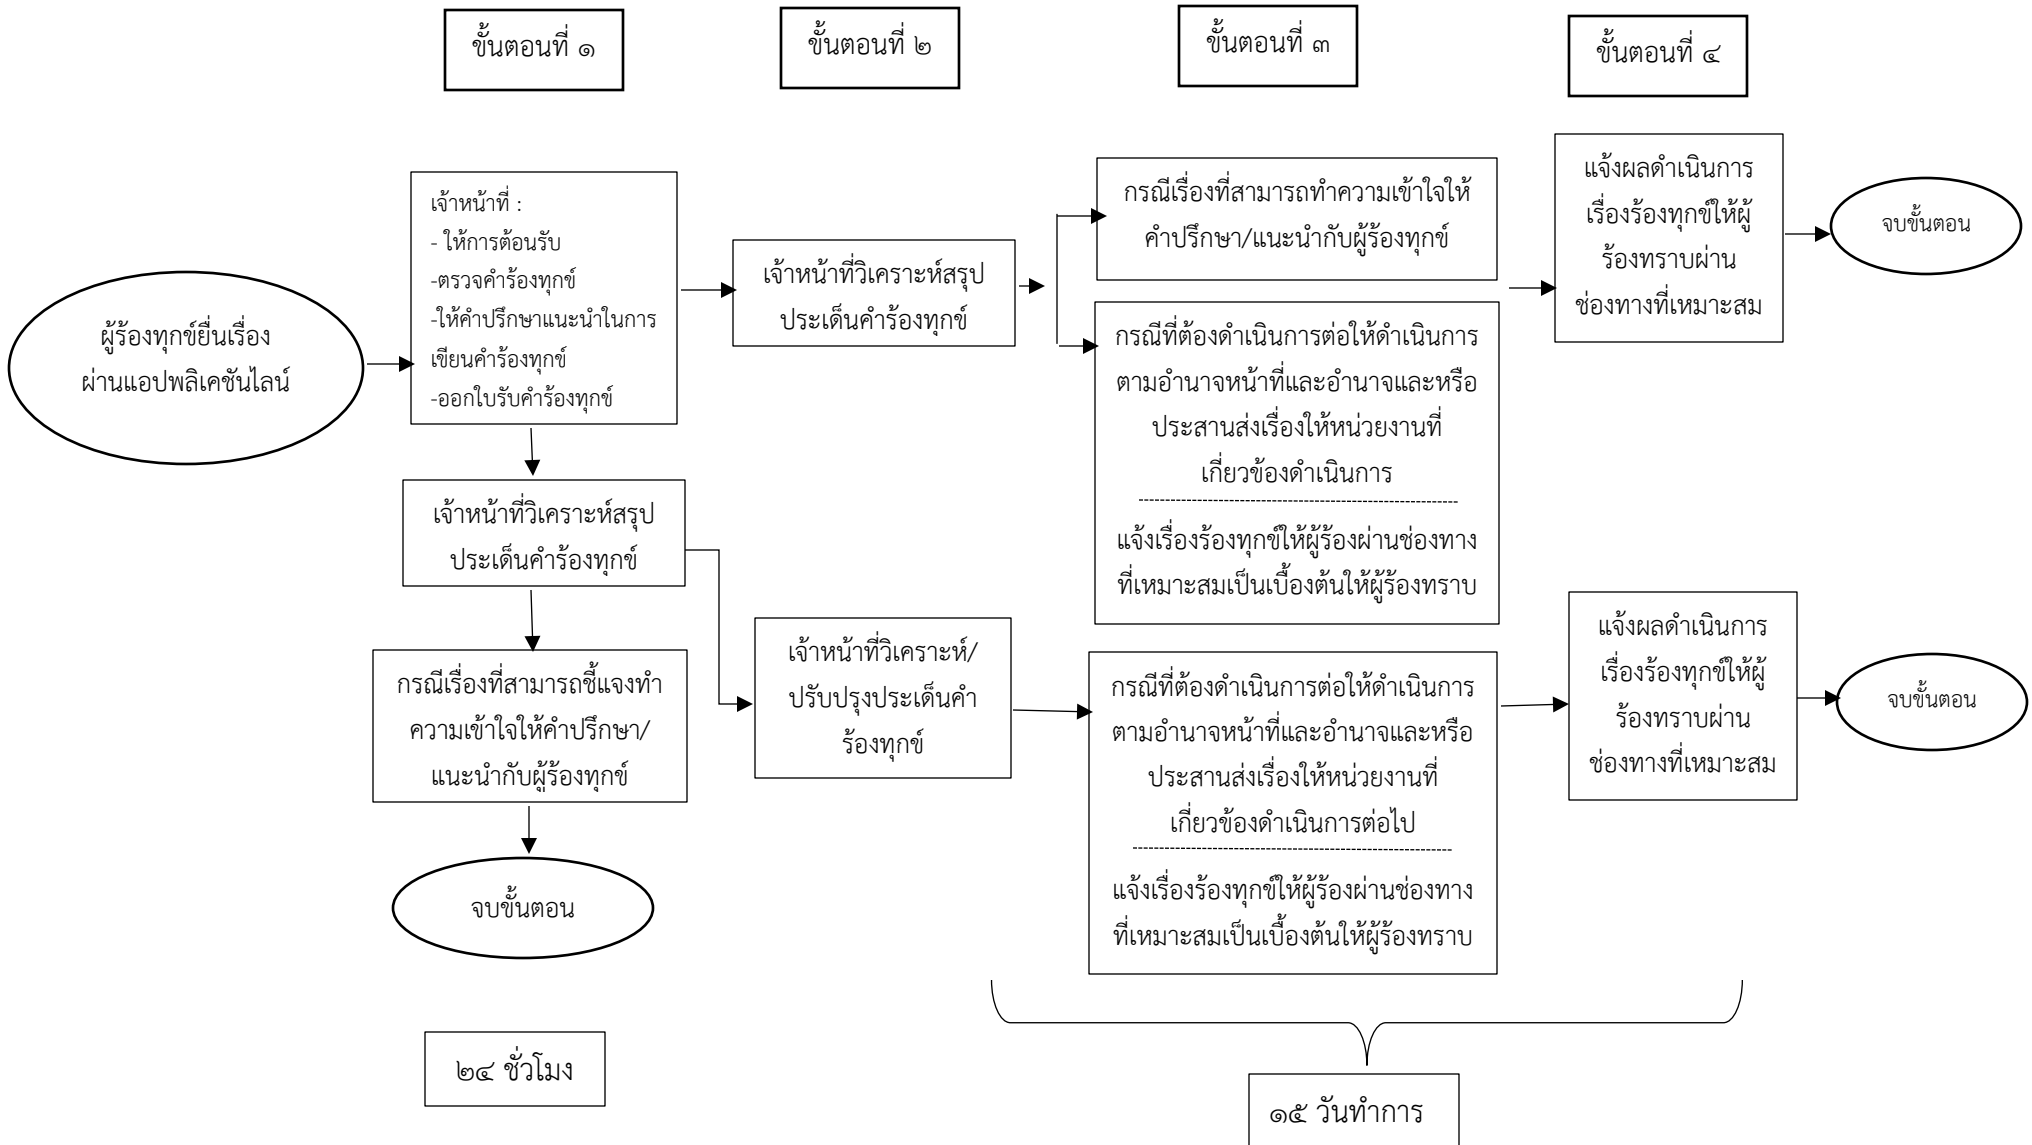 ขั้นตอนที่ ๑
ขั้นตอนที่ ๒
ขั้นตอนที่ ๓
ขั้นตอนที่ ๔
ผู้ร้องทุกข์ยื่นเรื่อง
ผ่านแอปพลิเคชันไลน์
เจ้าหน้าที่ :
- ให้การต้อนรับ
-ตรวจคำร้องทุกข์
-ให้คำปรึกษาแนะนำในการ
เขียนคำร้องทุกข์
-ออกใบรับคำร้องทุกข์
เจ้าหน้าที่วิเคราะห์สรุป
ประเด็นคำร้องทุกข์
กรณีเรื่องที่สามารถทำความเข้าใจให้
คำปรึกษา/แนะนำกับผู้ร้องทุกข์
กรณีที่ต้องดำเนินการต่อให้ดำเนินการ
ตามอำนาจหน้าที่และอำนาจและหรือ
ประสานส่งเรื่องให้หน่วยงานที่
เกี่ยวข้องดำเนินการ
แจ้งเรื่องร้องทุกข์ให้ผู้ร้องผ่านช่องทาง
ที่เหมาะสมเป็นเบื้องต้นให้ผู้ร้องทราบ
แจ้งผลดำเนินการ
เรื่องร้องทุกข์ให้ผู้
ร้องทราบผ่าน
ช่องทางที่เหมาะสม
จบขั้นตอน
เจ้าหน้าที่วิเคราะห์สรุป
ประเด็นคำร้องทุกข์
กรณีเรื่องที่สามารถชี้แจงทำ
ความเข้าใจให้คำปรึกษา/
แนะนำกับผู้ร้องทุกข์
จบขั้นตอน
เจ้าหน้าที่วิเคราะห์/
ปรับปรุงประเด็นคำ
ร้องทุกข์
กรณีที่ต้องดำเนินการต่อให้ดำเนินการ
ตามอำนาจหน้าที่และอำนาจและหรือ
ประสานส่งเรื่องให้หน่วยงานที่
เกี่ยวข้องดำเนินการต่อไป
แจ้งเรื่องร้องทุกข์ให้ผู้ร้องผ่านช่องทาง
ที่เหมาะสมเป็นเบื้องต้นให้ผู้ร้องทราบ
แจ้งผลดำเนินการ
เรื่องร้องทุกข์ให้ผู้
ร้องทราบผ่าน
ช่องทางที่เหมาะสม
จบขั้นตอน
๒๔ ชั่วโมง
๑๕ วันทำการ